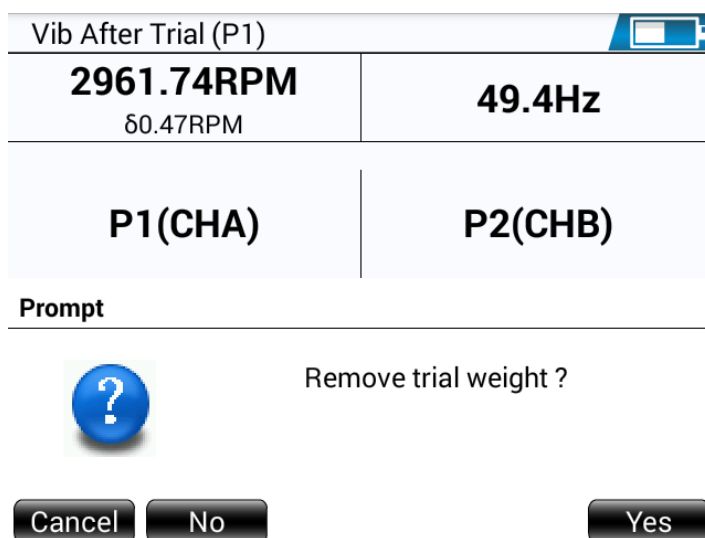 Vib After Trial (P1)
2961.74RPM
δ0.47RPM
49.4Hz
P1(CHA)
P2(CHB)
Prompt
?
Remove trial weight ?
Cancel
No
Yes